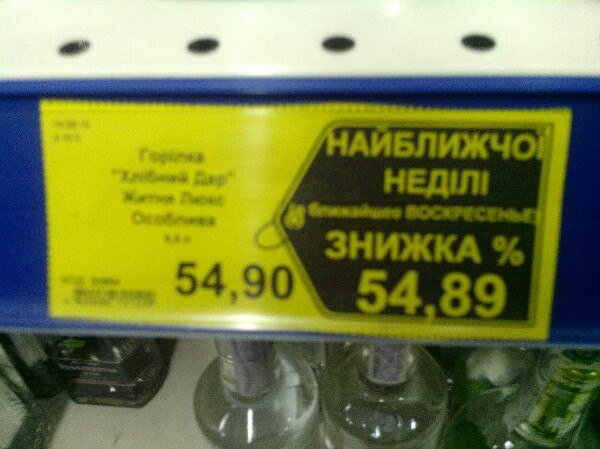 Горілка
"Хлібний Дар"
Житня Люкс
Особлива
54,90
НАЙБЛИЖЧОЇ
НЕДІЛІ
В ближайшее ВОСКРЕСЕНЬЕ
ЗНИЖКА %
54,89